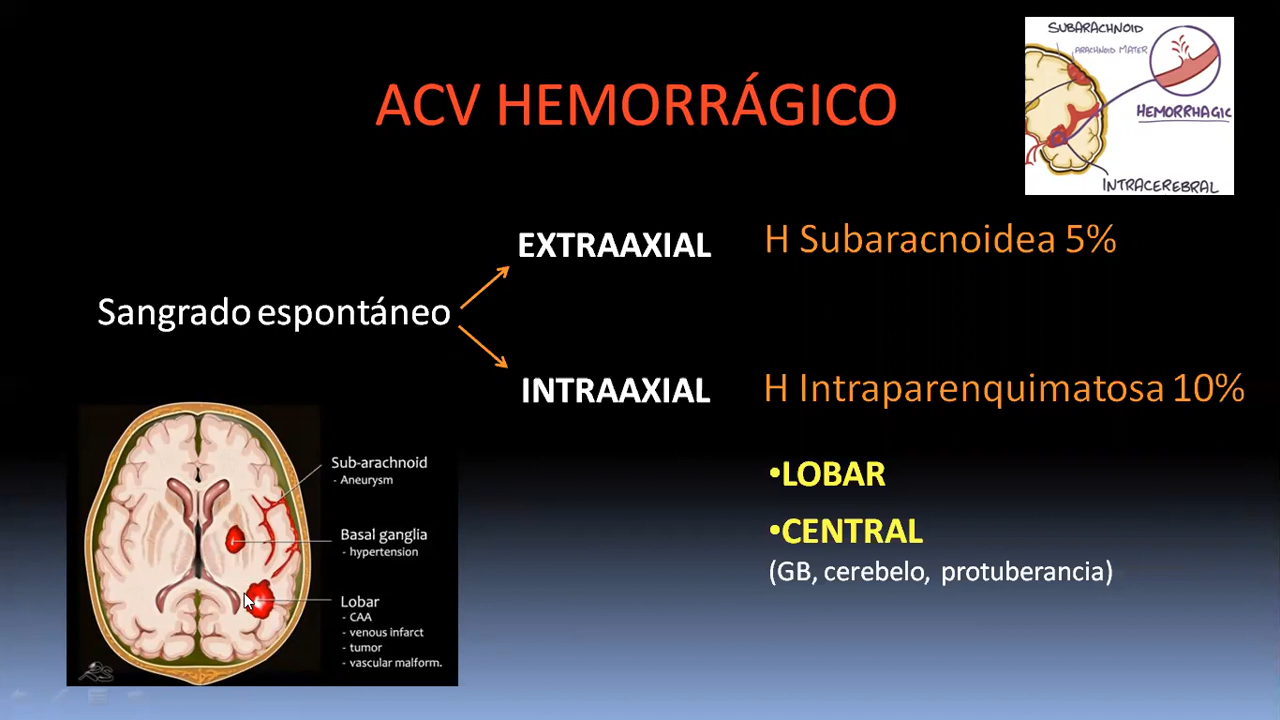 SUBARACHNOID
ARACHNOID MATER
HEMORRHAGIC
INTRACEREBRAL
ACV HEMORRÁGICO
EXTRAAXIAL
H Subaracnoidea 5%
Sangrado espontáneo
INTRAAXIAL
H Intraparenquimatosa 10%
•LOBAR
•CENTRAL
(GB, cerebelo, protuberancia)
Sub-arachnoid
- Aneurysm
Basal ganglia
- hypertension
Lobar
- CAA
- venous infarct
- tumor
- vascular malform.